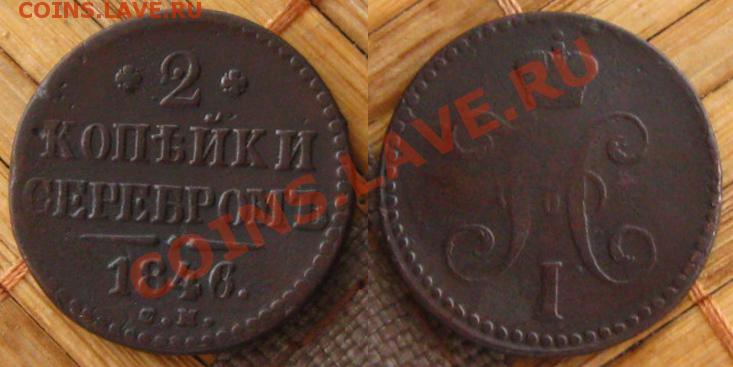 COINS.LAVE.RU
COINS.LAVE.RU
2
КОПѢЙКИ
СЕРЕБРОМЪ
1846.
С.М.
COINS.LAVE.RU
Н
I